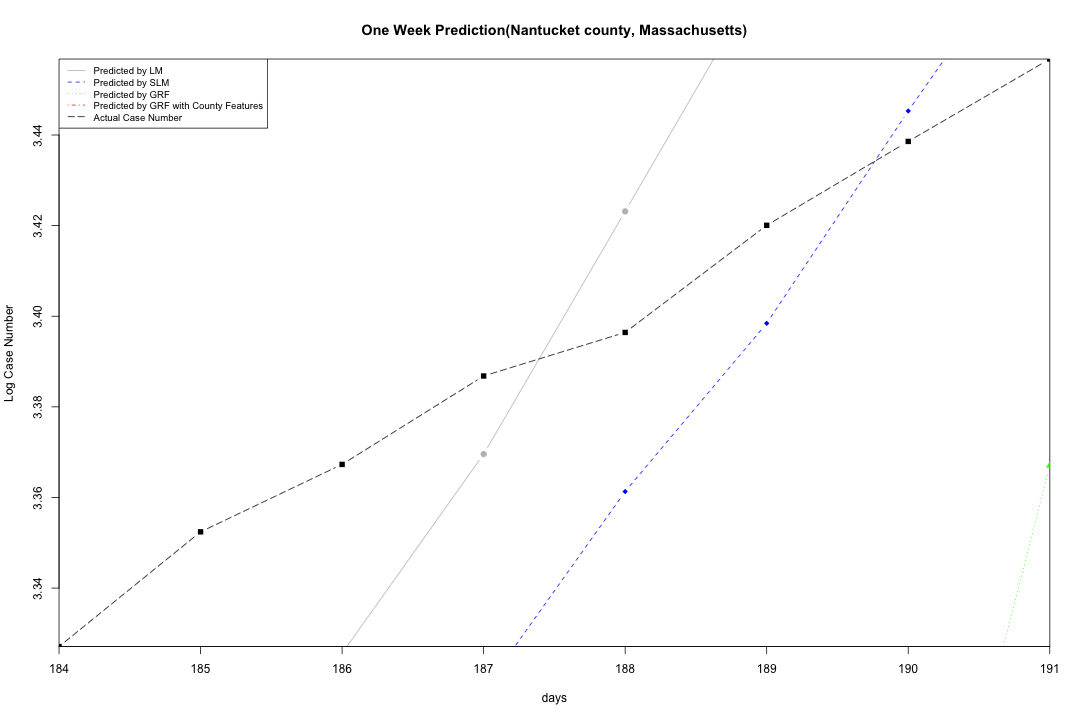 One Week Prediction(Nantucket county, Massachusetts)
Predicted by LM
Predicted by SLM
Predicted by GRF
Predicted by GRF with County Features
Actual Case Number
Log Case Number
3.44
3.42
3.40
3.38
3.36
3.34
184 185 186 187 188 189 190 191
days